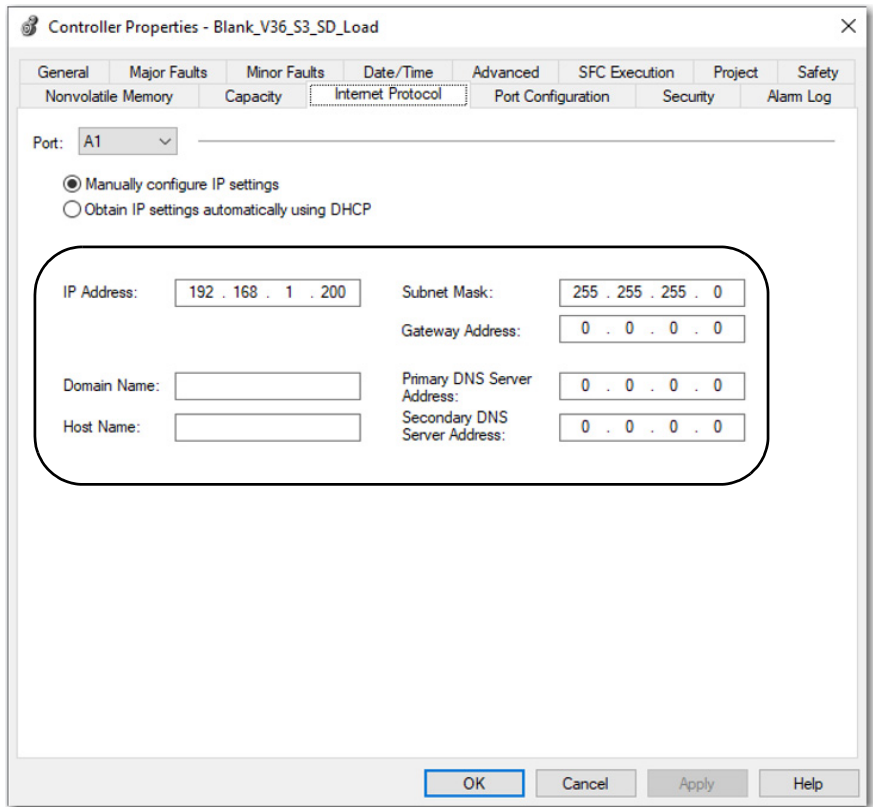 Controller Properties - Blank_V36_S3_SD_Load
General Major Faults Minor Faults Date/Time Advanced SFC Execution Project Safety
Nonvolatile Memory Capacity Internet Protocol Port Configuration Security Alarm Log
Port: A1
Manually configure IP settings
Obtain IP settings automatically using DHCP
IP Address: 192 . 168 . 1 . 200 Subnet Mask: 255 . 255 . 255 . 0
Gateway Address: 0 . 0 . 0 . 0
Domain Name: Primary DNS Server
Address: 0 . 0 . 0 . 0
Host Name: Secondary DNS
Server Address: 0 . 0 . 0 . 0
OK Cancel Apply Help